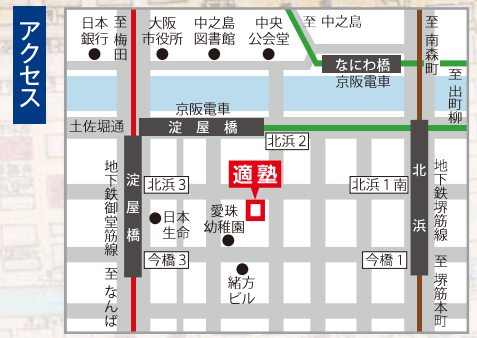 アクセス
日本
銀行
至梅田
大阪
市役所
中之島
図書館
中央
公会堂
至 中之島
至南森町
なにわ橋
京阪電車
至出町柳
京阪電車
土佐堀通
淀屋橋
北浜2
地下鉄御堂筋線
至なんば
淀屋橋
北浜3
適塾
北浜1南
北浜
地下鉄堺筋線
至堺筋本町
日本
生命
愛珠
幼稚園
今橋3
今橋1
緒方
ビル